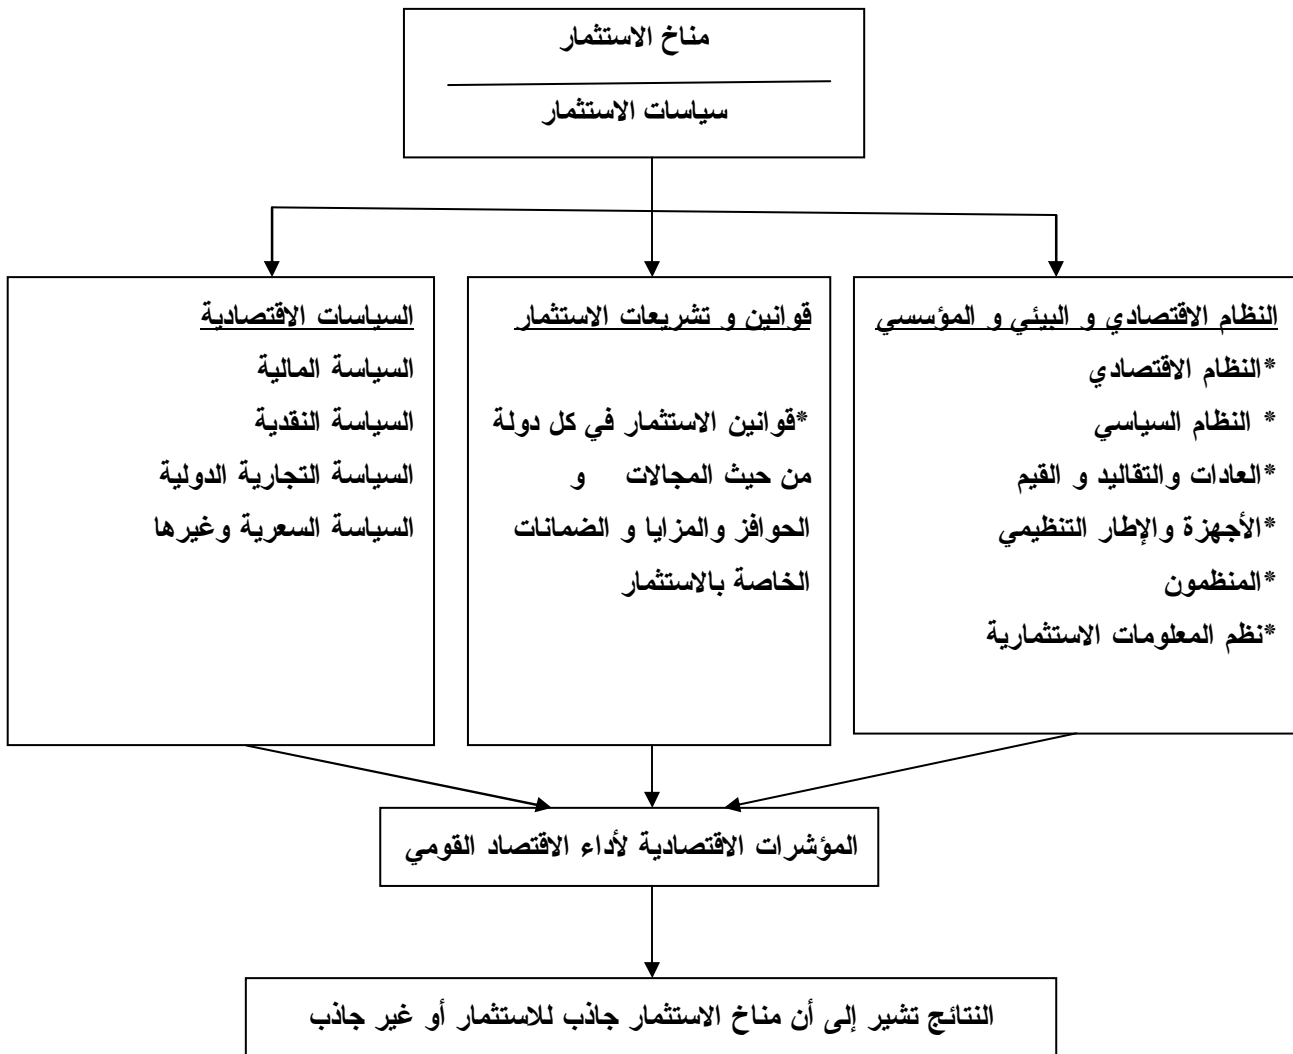 مناخ الاستثمار
سياسات الاستثمار
النظام الاقتصادي و البيئي و المؤسسي
*النظام الاقتصادي
* النظام السياسي
*العادات والتقاليد و القيم
*الأجهزة والإطار التنظيمي
*المنظمون
*نظم المعلومات الاستثمارية
قوانين و تشريعات الاستثمار
*قوانين الاستثمار في كل دولة
من حيث المجالات و
الحوافز والمزايا و الضمانات
الخاصة بالاستثمار
السياسات الاقتصادية
السياسة المالية
السياسة النقدية
السياسة التجارية الدولية
السياسة السعرية وغيرها
المؤشرات الاقتصادية لأداء الاقتصاد القومي
النتائج تشير إلى أن مناخ الاستثمار جاذب للاستثمار أو غير جاذب